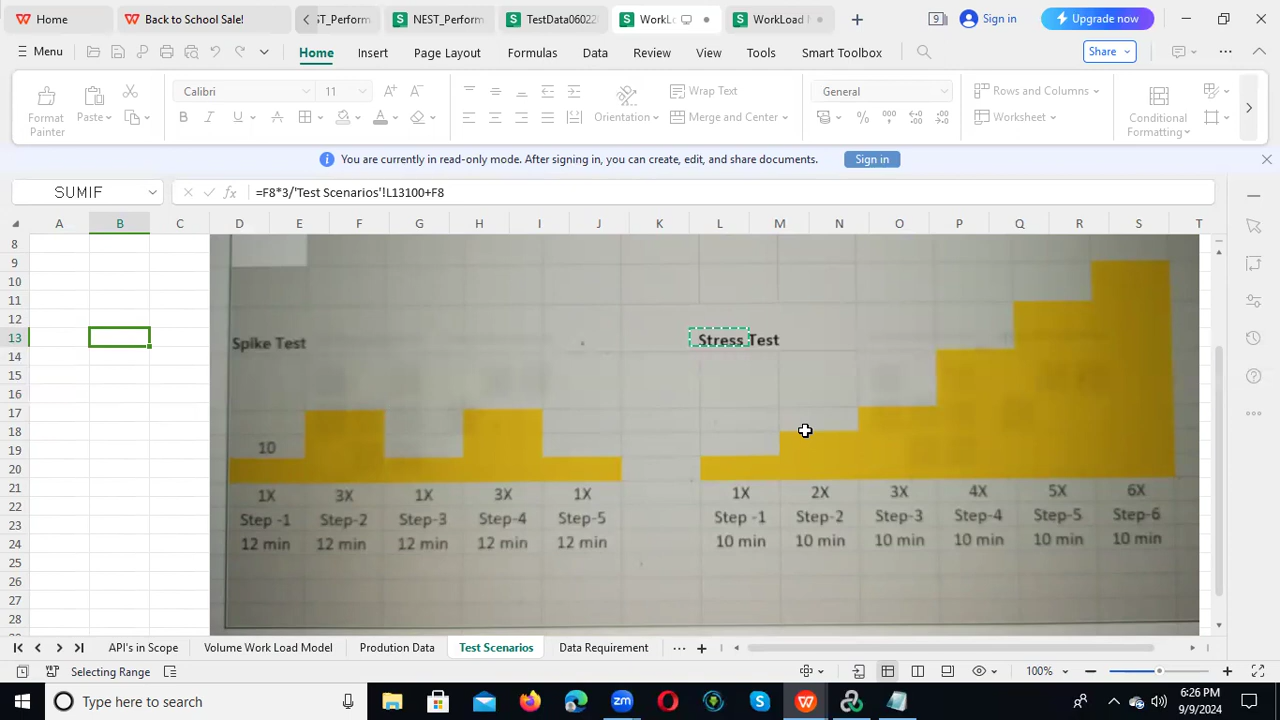 Home
Back to School Sale!
ST_Perform.
NEST_Perform
TestData06022
WorkLo
WorkLoad M
9
Sign in
Upgrade now
Menu
Home
Insert
Page Layout
Formulas
Data
Review
View
Tools
Smart Toolbox
Share
Format Painter
Paste
Calibri
11
Wrap Text
Orientation
Merge and Center
General
Rows and Columns
Worksheet
Conditional Formatting
You are currently in read-only mode. After signing in, you can create, edit, and share documents.
Sign in
SUMIF
=F8*3/'Test Scenarios'!L13100+F8
A B C D E F G H I J K L M N O P Q R S T
8
9
10
11
12
13
14
15
16
17
18
19
20
21
22
23
24
25
26
27
28
Spike Test
Stress Test
10
1X 3X 1X 3X 1X
Step -1 Step-2 Step-3 Step-4 Step-5
12 min 12 min 12 min 12 min 12 min
1X 2X 3X 4X 5X 6X
Step -1 Step-2 Step-3 Step-4 Step-5 Step-6
10 min 10 min 10 min 10 min 10 min 10 min
API's in Scope
Volume Work Load Model
Prodution Data
Test Scenarios
Data Requirement
Selecting Range
100%
Type here to search
6:26 PM
9/9/2024